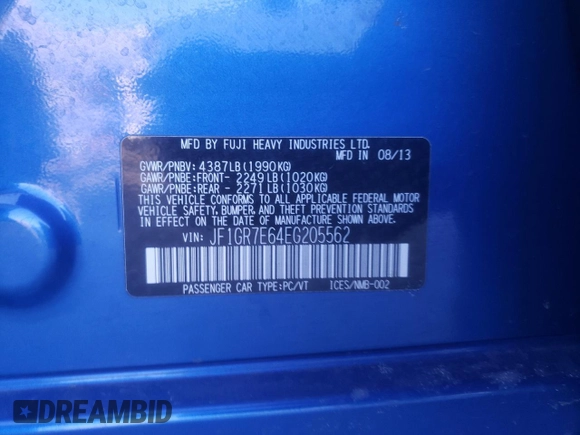 MFD BY FUJI HEAVY INDUSTRIES LTD.
MFD IN 08/13
GVWR/PNBV: 4387LB(1990KG)
GAWR/PNBE:FRONT- 2249LB(1020KG)
GAWR/PNBE:REAR - 2271LB(1030KG)
THIS VEHICLE CONFORMS TO ALL APPLICABLE FEDERAL MOTOR
VEHICLE SAFETY, BUMPER, AND THEFT PREVENTION STANDARDS
IN EFFECT ON THE DATE OF MANUFACTURE SHOWN ABOVE.
VIN: JF1GR7E64EG205562
PASSENGER CAR TYPE:PC/VT ICES/NMB-002
DREAMBID